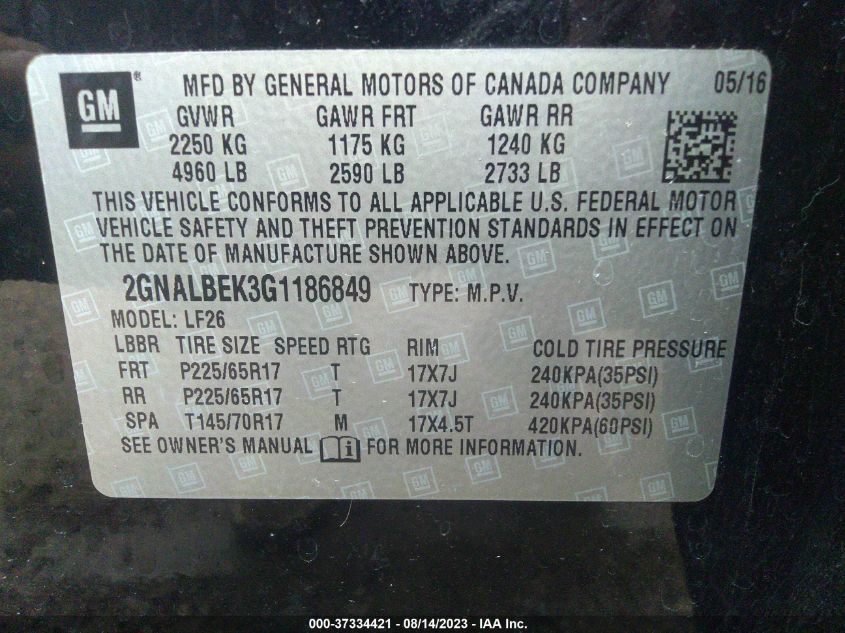 GM ® MFD BY GENERAL MOTORS OF CANADA COMPANY 05/16
GVWR GAWR FRT GAWR RR
2250 KG 1175 KG 1240 KG
4960 LB 2590 LB 2733 LB
THIS VEHICLE CONFORMS TO ALL APPLICABLE U.S. FEDERAL MOTOR
VEHICLE SAFETY AND THEFT PREVENTION STANDARDS IN EFFECT ON
THE DATE OF MANUFACTURE SHOWN ABOVE.
2GNALBEK3G1186849 TYPE: M.P.V.
MODEL: LF26
LBBR TIRE SIZE SPEED RTG RIM COLD TIRE PRESSURE
FRT P225/65R17 T 17X7J 240KPA(35PSI)
RR P225/65R17 T 17X7J 240KPA(35PSI)
SPA T145/70R17 M 17X4.5T 420KPA(60PSI)
SEE OWNER'S MANUAL i FOR MORE INFORMATION.
000-37334421 - 08/14/2023 - IAA Inc.